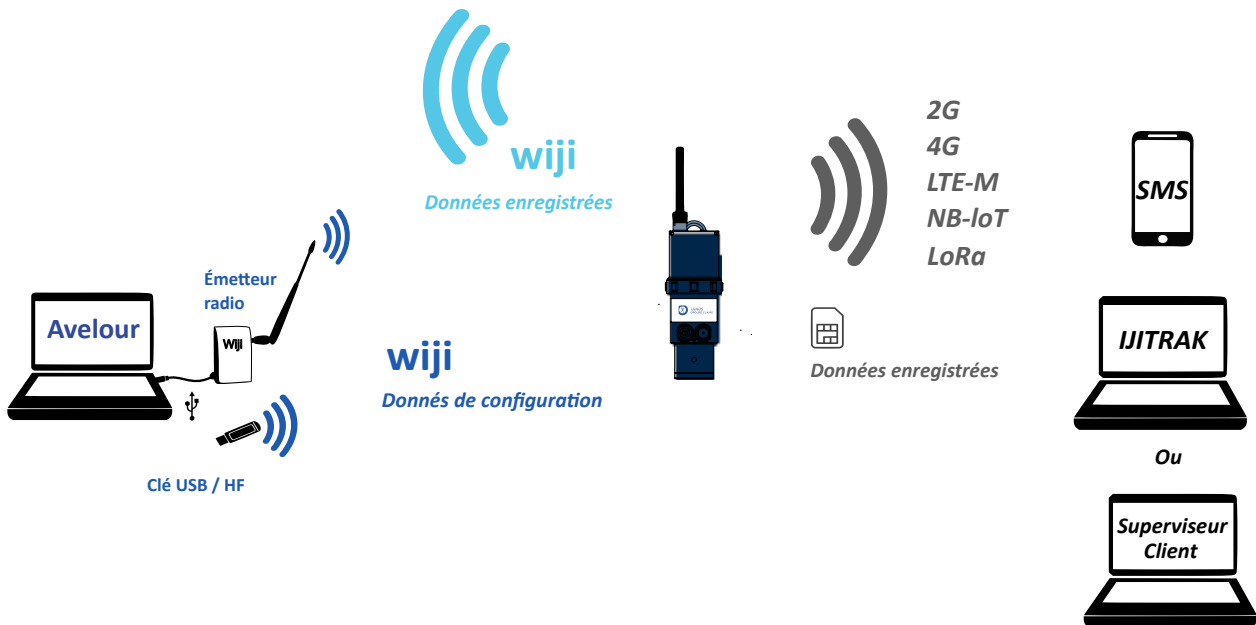 wiji
Données enregistrées
Émetteur
radio
Avelour
Wiji
wiji
Donnés de configuration
Clé USB / HF
2G
4G
LTE-M
NB-IoT
LoRa
Données enregistrées
SMS
IJITRAK
Ou
Superviseur
Client